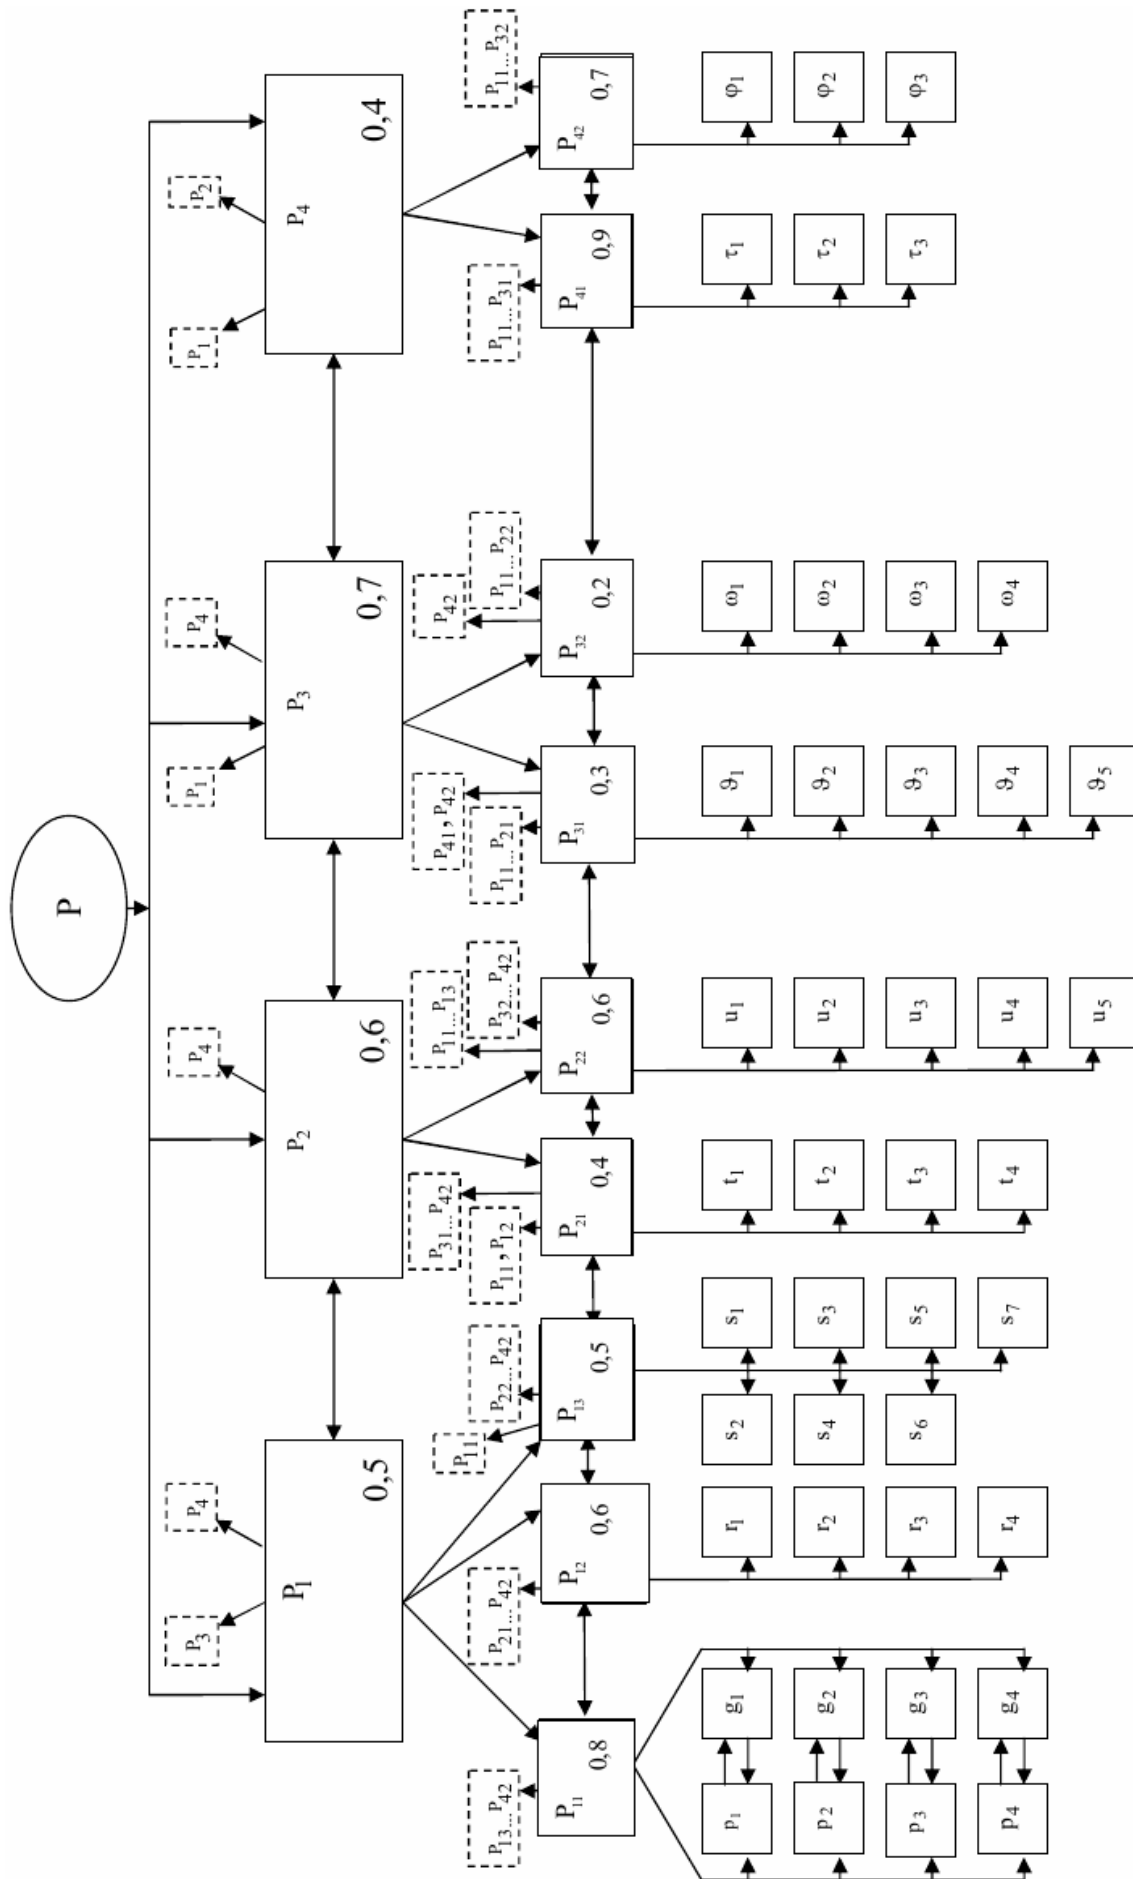 P
P₃
P₄
P₄
P₁
P₄
P₁
P₂
P₁
0,5
P₂
0,6
P₃
0,7
P₄
0,4
P₁₃...P₄₂
P₂₁...P₄₂
P₁₁
P₂₂...P₄₂
P₁₁,P₁₂
P₃₁...P₄₂
P₁₁...P₁₃
P₃₂...P₄₂
P₁₁...P₂₁
P₄₁,P₄₂
P₄₂
P₁₁...P₂₂
P₁₁...P₃₁
P₁₁...P₃₂
P₁₁
0,8
P₁₂
0,6
P₁₃
0,5
P₂₁
0,4
P₂₂
0,6
P₃₁
0,3
P₃₂
0,2
P₄₁
0,9
P₄₂
0,7
p₁
g₁
r₁
s₂
s₁
t₁
u₁
ϑ₁
ω₁
τ₁
φ₁
p₂
g₂
r₂
s₄
s₃
t₂
u₂
ϑ₂
ω₂
τ₂
φ₂
p₃
g₃
r₃
s₆
s₅
t₃
u₃
ϑ₃
ω₃
τ₃
φ₃
p₄
g₄
r₄
s₇
t₄
u₄
ϑ₄
ω₄
u₅
ϑ₅